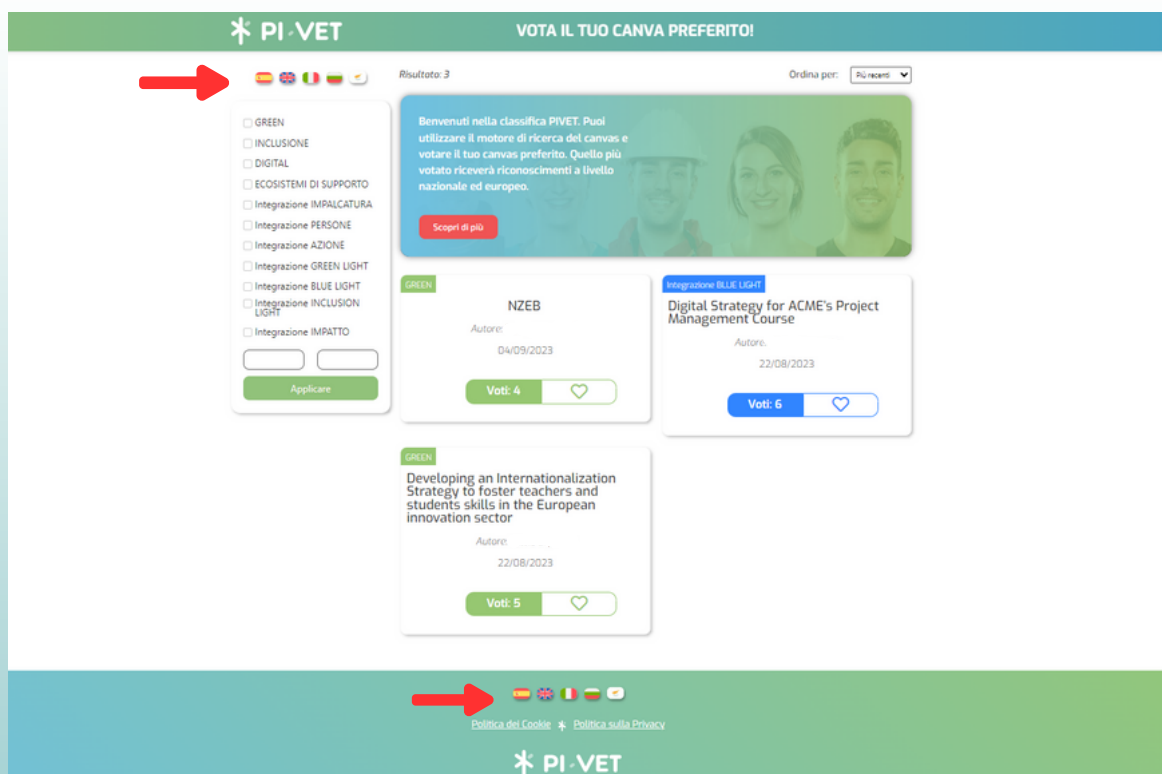 PI-VET
VOTA IL TUO CANVA PREFERITO!
Risultato: 3
Ordina per:
Più recenti
GREEN
INCLUSIONE
DIGITAL
ECOSISTEMI DI SUPPORTO
Integrazione IMPALCATURA
Integrazione PERSONE
Integrazione AZIONE
Integrazione GREEN LIGHT
Integrazione BLUE LIGHT
Integrazione INCLUSION
LIGHT
Integrazione IMPATTO
Applicare
Benvenuti nella classifica PIVET. Puoi
utilizzare il motore di ricerca del canvas e
votare il tuo canvas preferito. Quello più
votato riceverà riconoscimenti a livello
nazionale ed europeo.
Scopri di più
GREEN
NZEB
Autore:
04/09/2023
Voti: 4
Integrazione BLUE LIGHT
Digital Strategy for ACME's Project
Management Course
Autore.
22/08/2023
Voti: 6
GREEN
Developing an Internationalization
Strategy to foster teachers and
students skills in the European
innovation sector
Autore:
22/08/2023
Voti: 5
Politica dei Cookie
Politica sulla Privacy
PI-VET